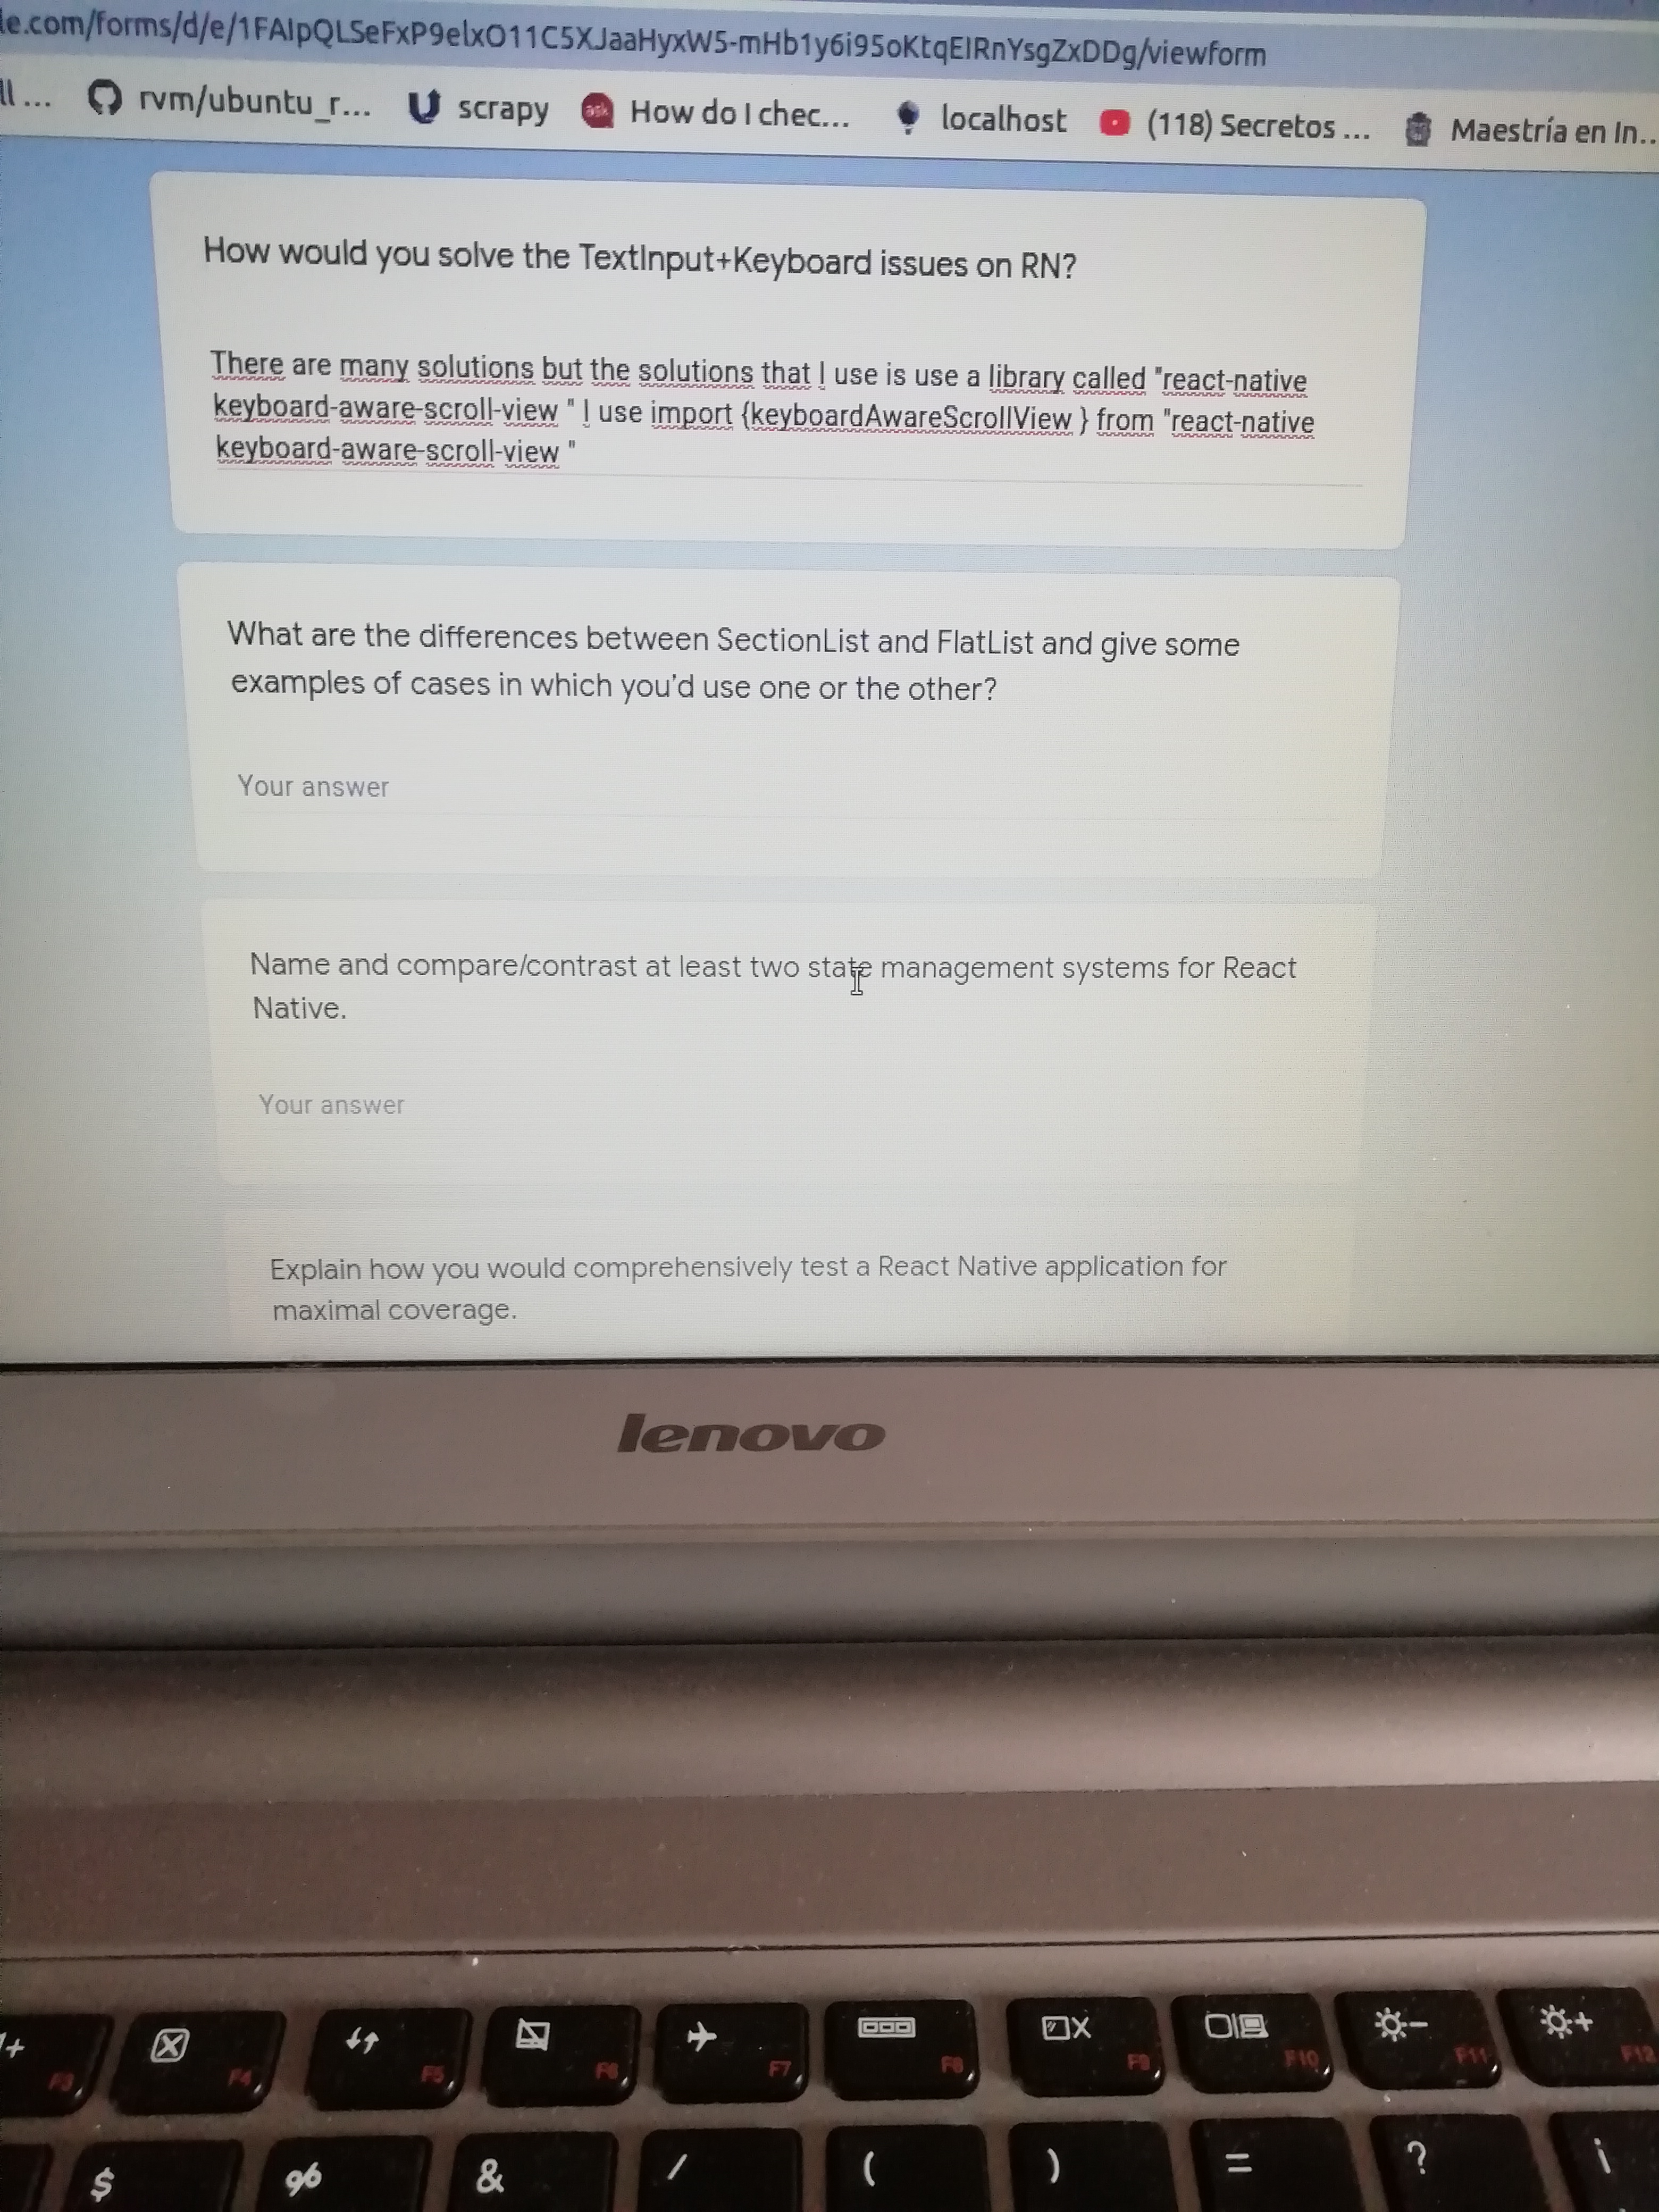 le.com/forms/d/e/1FAIpQLSeFxP9elxO11C5XJaaHyxW5-mHb1y6i95oKtqEIRnYsgZxDDg/viewform
ll ... rvm/ubuntu_r... scrapy ask How do I chec... localhost (118) Secretos ... Maestría en In...
How would you solve the TextInput+Keyboard issues on RN?
There are many solutions but the solutions that I use is use a library called "react-native
keyboard-aware-scroll-view " I use import {keyboardAwareScrollView } from "react-native
keyboard-aware-scroll-view "
What are the differences between SectionList and FlatList and give some
examples of cases in which you'd use one or the other?
Your answer
Name and compare/contrast at least two state management systems for React
Native.
Your answer
Explain how you would comprehensively test a React Native application for
maximal coverage.
lenovo
F3 F4 F5 F6 F7 F8 F9 F10 F11 F12
$ % & / ( ) = ? ¡